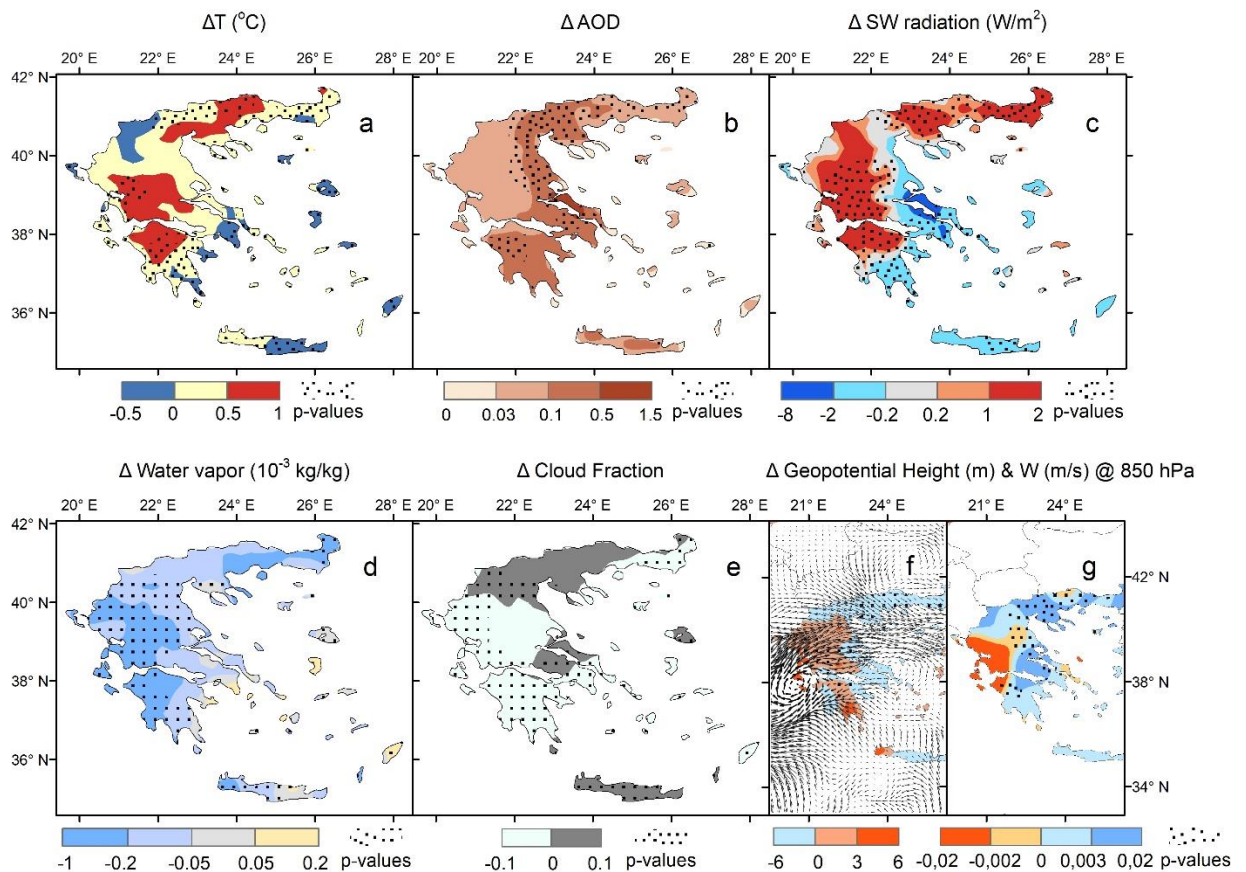 ΔT (°C) Δ AOD Δ SW radiation (W/m²)
20° E 22° E 24° E 26° E 28° E 20° E 22° E 24° E 26° E 28° E 20° E 22° E 24° E 26° E 28° E
42° N
a b c
40° N
38° N
36° N
-0.5 0 0.5 1 p-values 0 0.03 0.1 0.5 1.5 p-values -8 -2 -0.2 0.2 1 2 p-values
Δ Water vapor (10⁻³ kg/kg) Δ Cloud Fraction Δ Geopotential Height (m) & W (m/s) @ 850 hPa
20° E 22° E 24° E 26° E 28° E 20° E 22° E 24° E 26° E 28° E 21° E 24° E 21° E 24° E
42° N
d e f g 42° N
40° N
38° N 38° N
36° N
34° N
-1 -0.2 -0.05 0.05 0.2 p-values -0.1 0 0.1 p-values -6 0 3 6 -0.02 -0,002 0 0,003 0,02 p-values